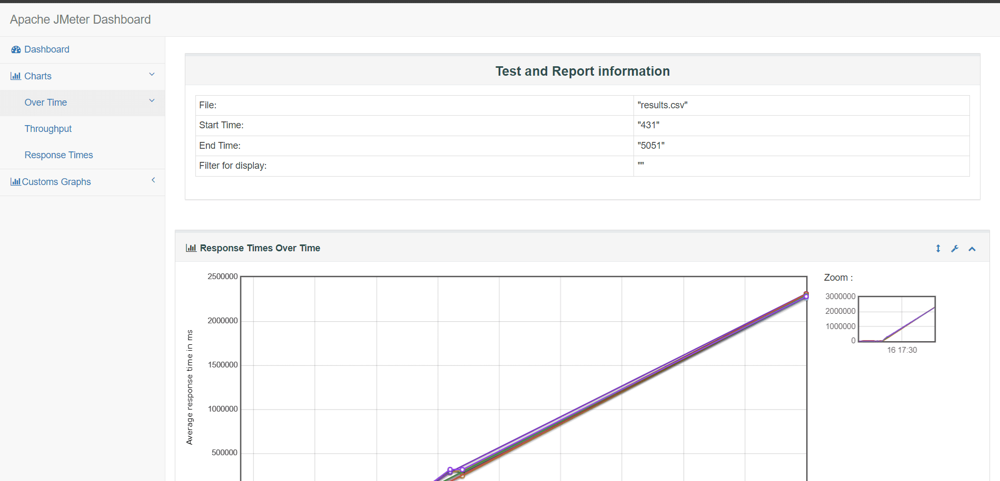 Apache JMeter Dashboard
Dashboard
Charts
Over Time
Throughput
Response Times
Customs Graphs
Test and Report information
File: "results.csv"
Start Time: "431"
End Time: "5051"
Filter for display: ""
Response Times Over Time
Average response time in ms
2500000
2000000
1500000
1000000
500000
Zoom :
3000000
2000000
1000000
0
16 17:30